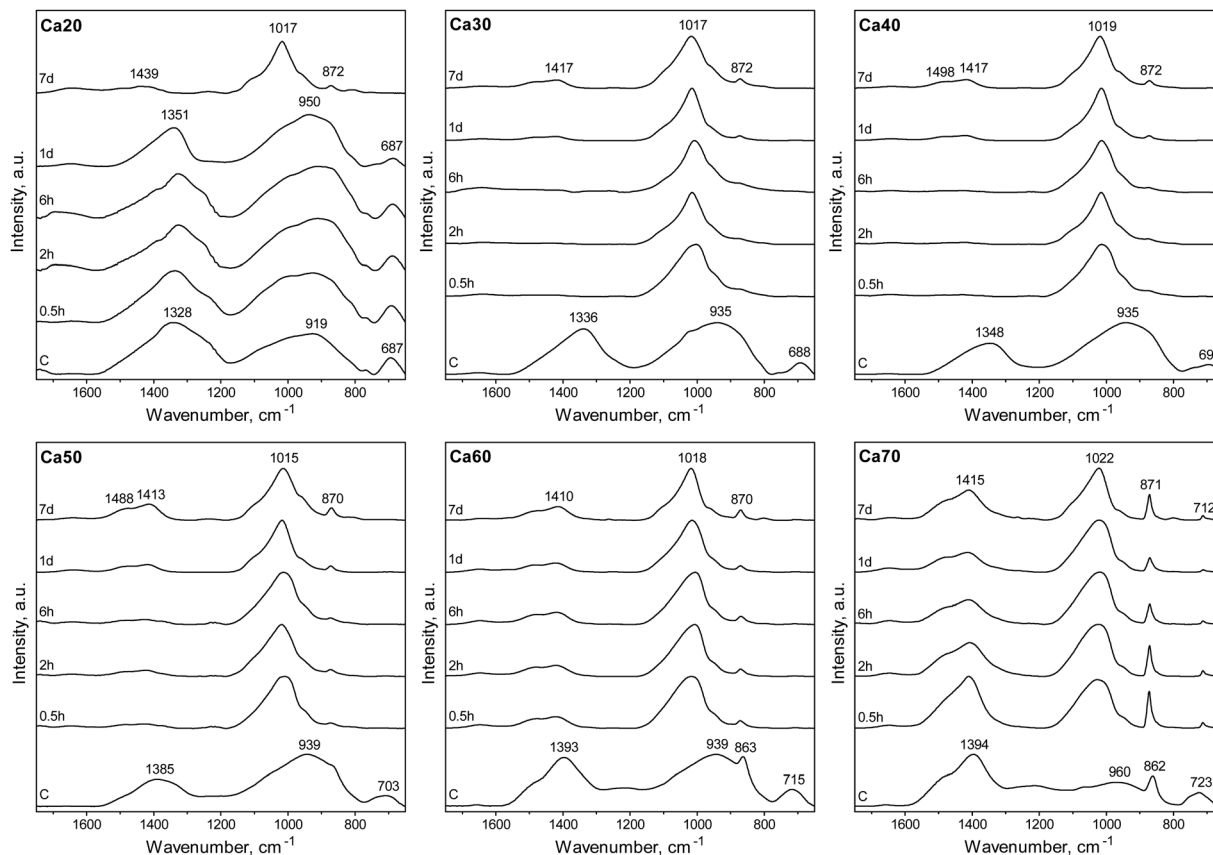 Ca20
Intensity, a.u.
7d
1439
1017
872
1d
1351
950
687
6h
2h
0.5h
C
1328
919
687
1600 1400 1200 1000 800
Wavenumber, cm⁻¹
Ca30
Intensity, a.u.
7d
1417
1017
872
1d
6h
2h
0.5h
C
1336
935
688
1600 1400 1200 1000 800
Wavenumber, cm⁻¹
Ca40
Intensity, a.u.
7d
1498 1417
1019
872
1d
6h
2h
0.5h
C
1348
935
69
1600 1400 1200 1000 800
Wavenumber, cm⁻¹
Ca50
Intensity, a.u.
7d
1488 1413
1015
870
1d
6h
2h
0.5h
C
1385
939
703
1600 1400 1200 1000 800
Wavenumber, cm⁻¹
Ca60
Intensity, a.u.
7d
1410
1018
870
1d
6h
2h
0.5h
C
1393
939
863
715
1600 1400 1200 1000 800
Wavenumber, cm⁻¹
Ca70
Intensity, a.u.
7d
1415
1022
871
712
1d
6h
2h
0.5h
C
1394
960
862
723
1600 1400 1200 1000 800
Wavenumber, cm⁻¹